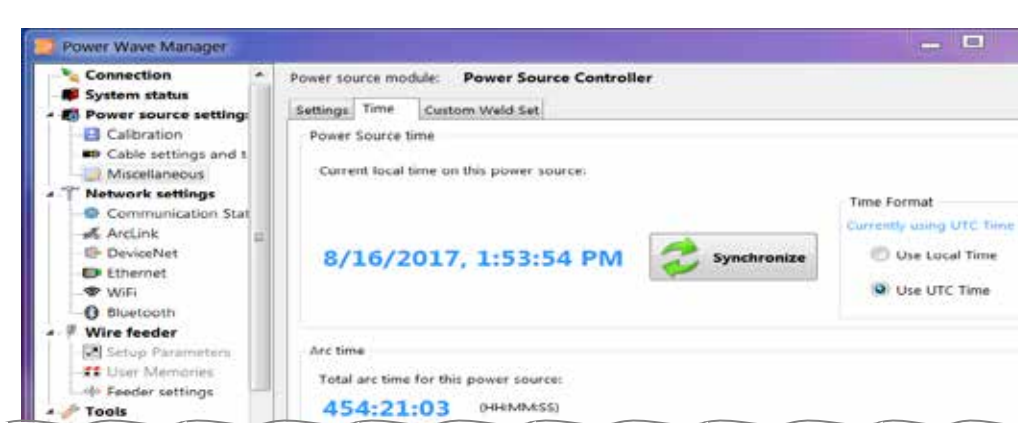 Power Wave Manager
Connection
System status
Power source setting
Calibration
Cable settings and t
Miscellaneous
Network settings
Communication Stat
ArcLink
DeviceNet
Ethernet
WiFi
Bluetooth
Wire feeder
Setup Parameters
User Memories
Feeder settings
Tools
Power source module: Power Source Controller
Settings Time Custom Weld Set
Power Source time
Current local time on this power source:
8/16/2017, 1:53:54 PM
Synchronize
Time Format
Currently using UTC Time
Use Local Time
Use UTC Time
Arc time
Total arc time for this power source:
454:21:03 (HH:MM:SS)